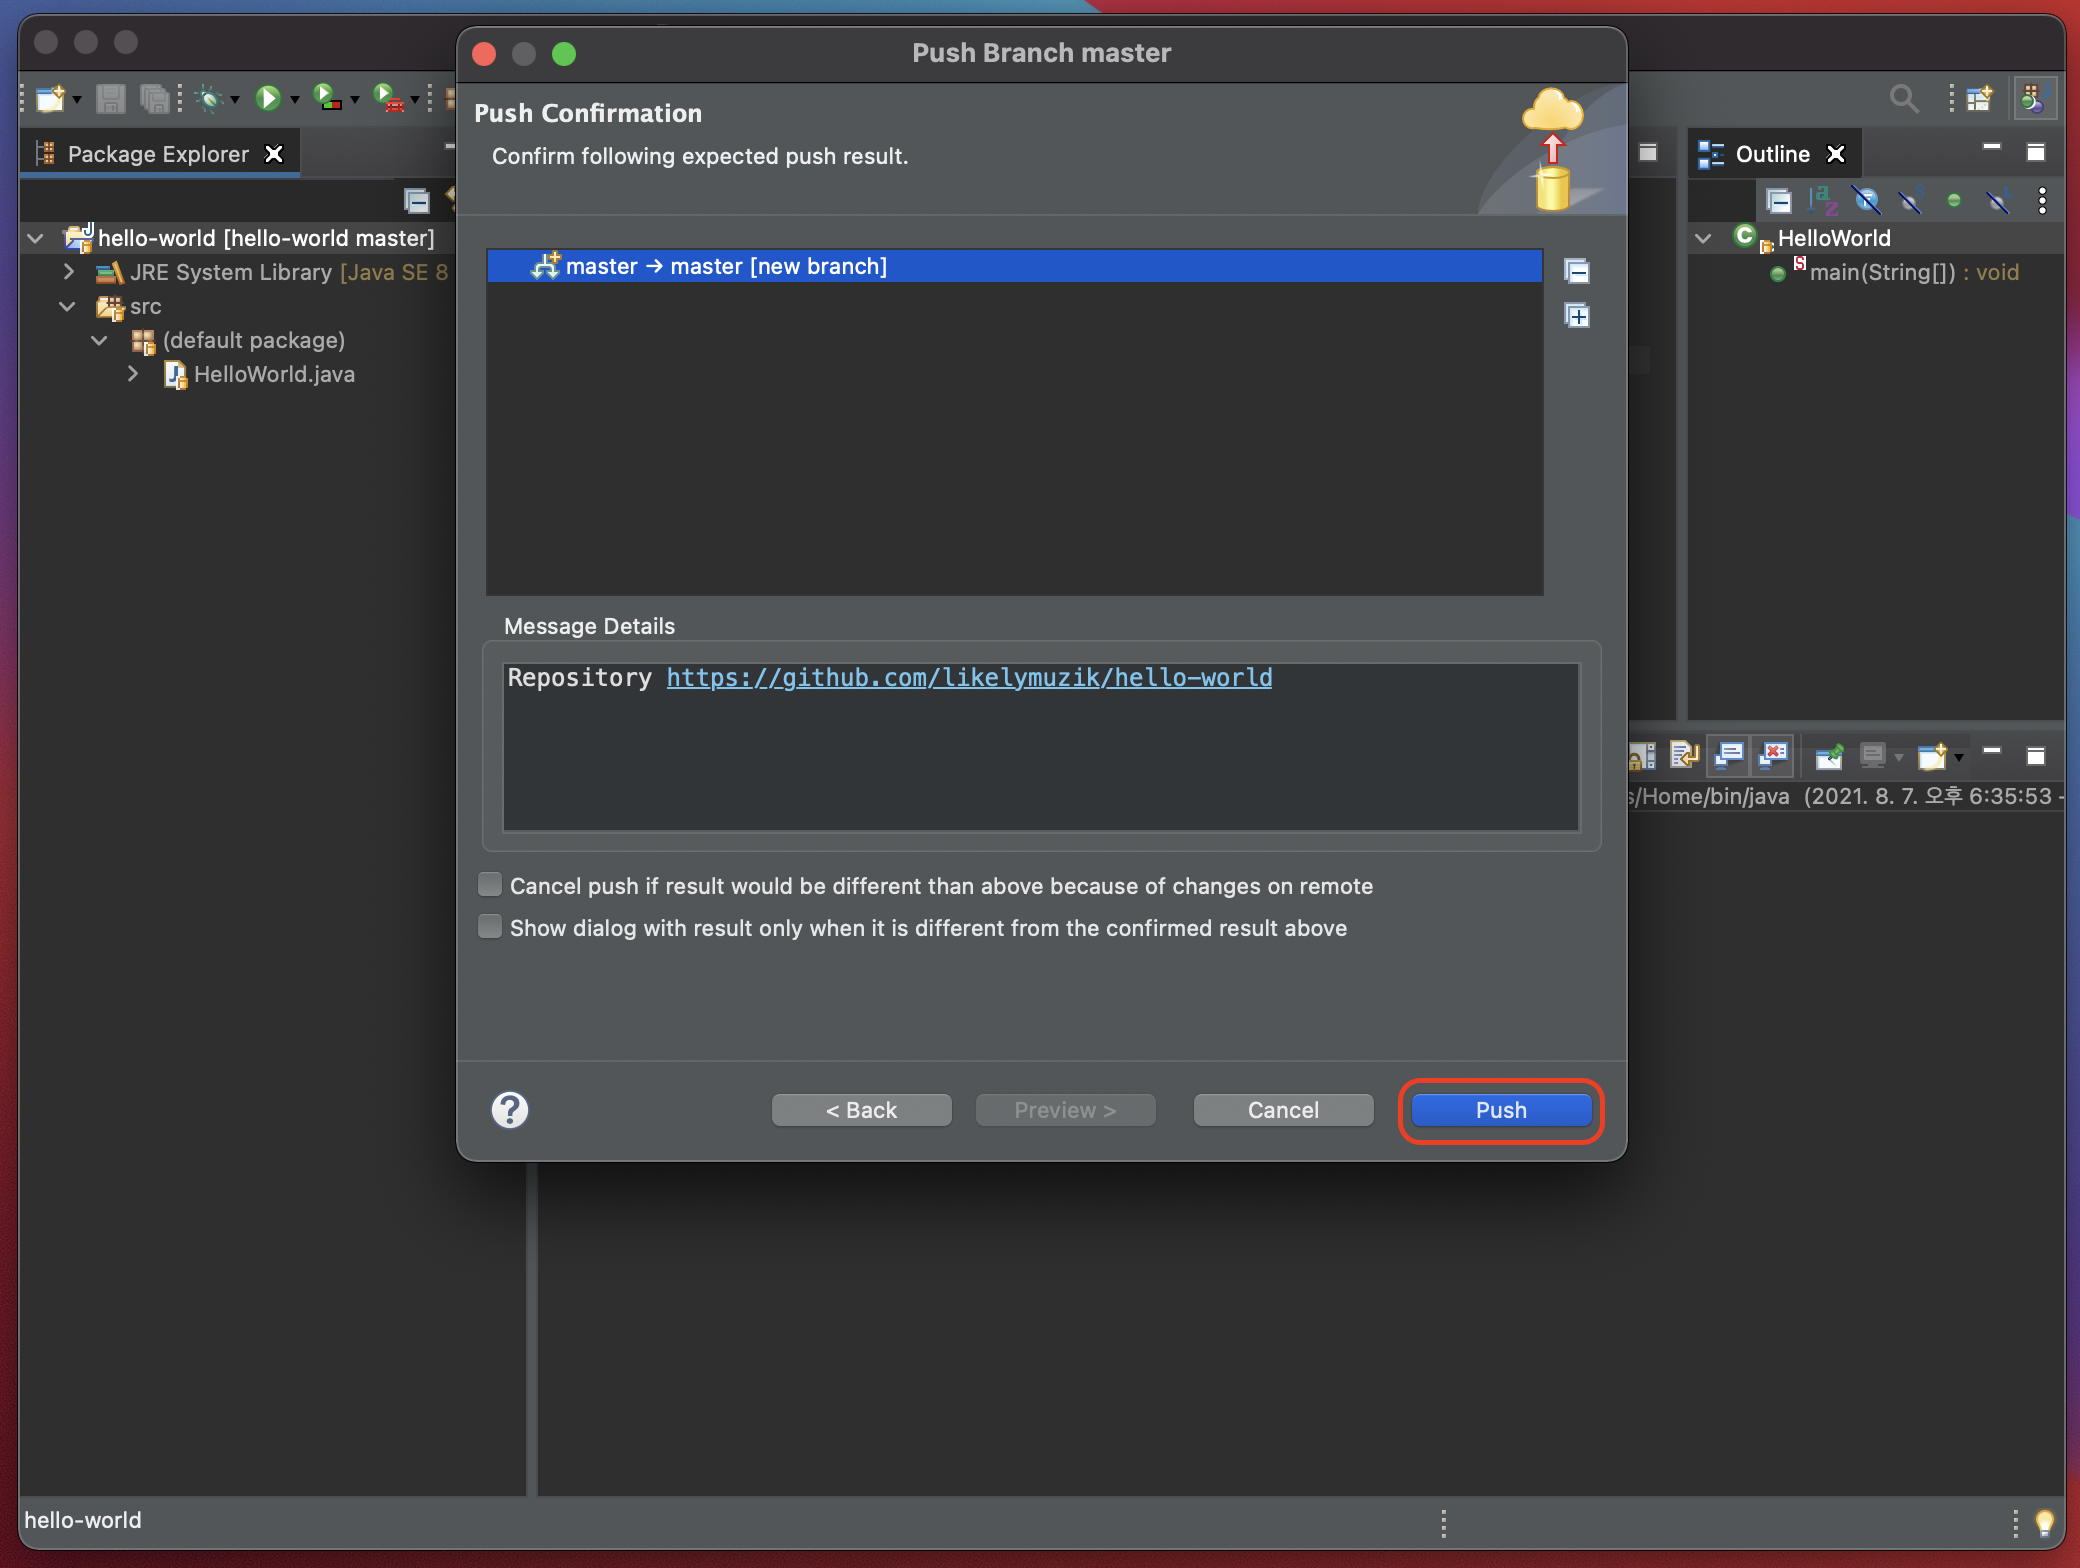 Push Branch master
Push Confirmation
Confirm following expected push result.
Package Explorer
Outline
hello-world [hello-world master]
JRE System Library [Java SE 8
src
(default package)
HelloWorld.java
master → master [new branch]
HelloWorld
main(String[]) : void
Message Details
Repository https://github.com/likelymuzik/hello-world
s/Home/bin/java (2021. 8. 7. 오후 6:35:53 -
Cancel push if result would be different than above because of changes on remote
Show dialog with result only when it is different from the confirmed result above
< Back
Preview >
Cancel
Push
hello-world